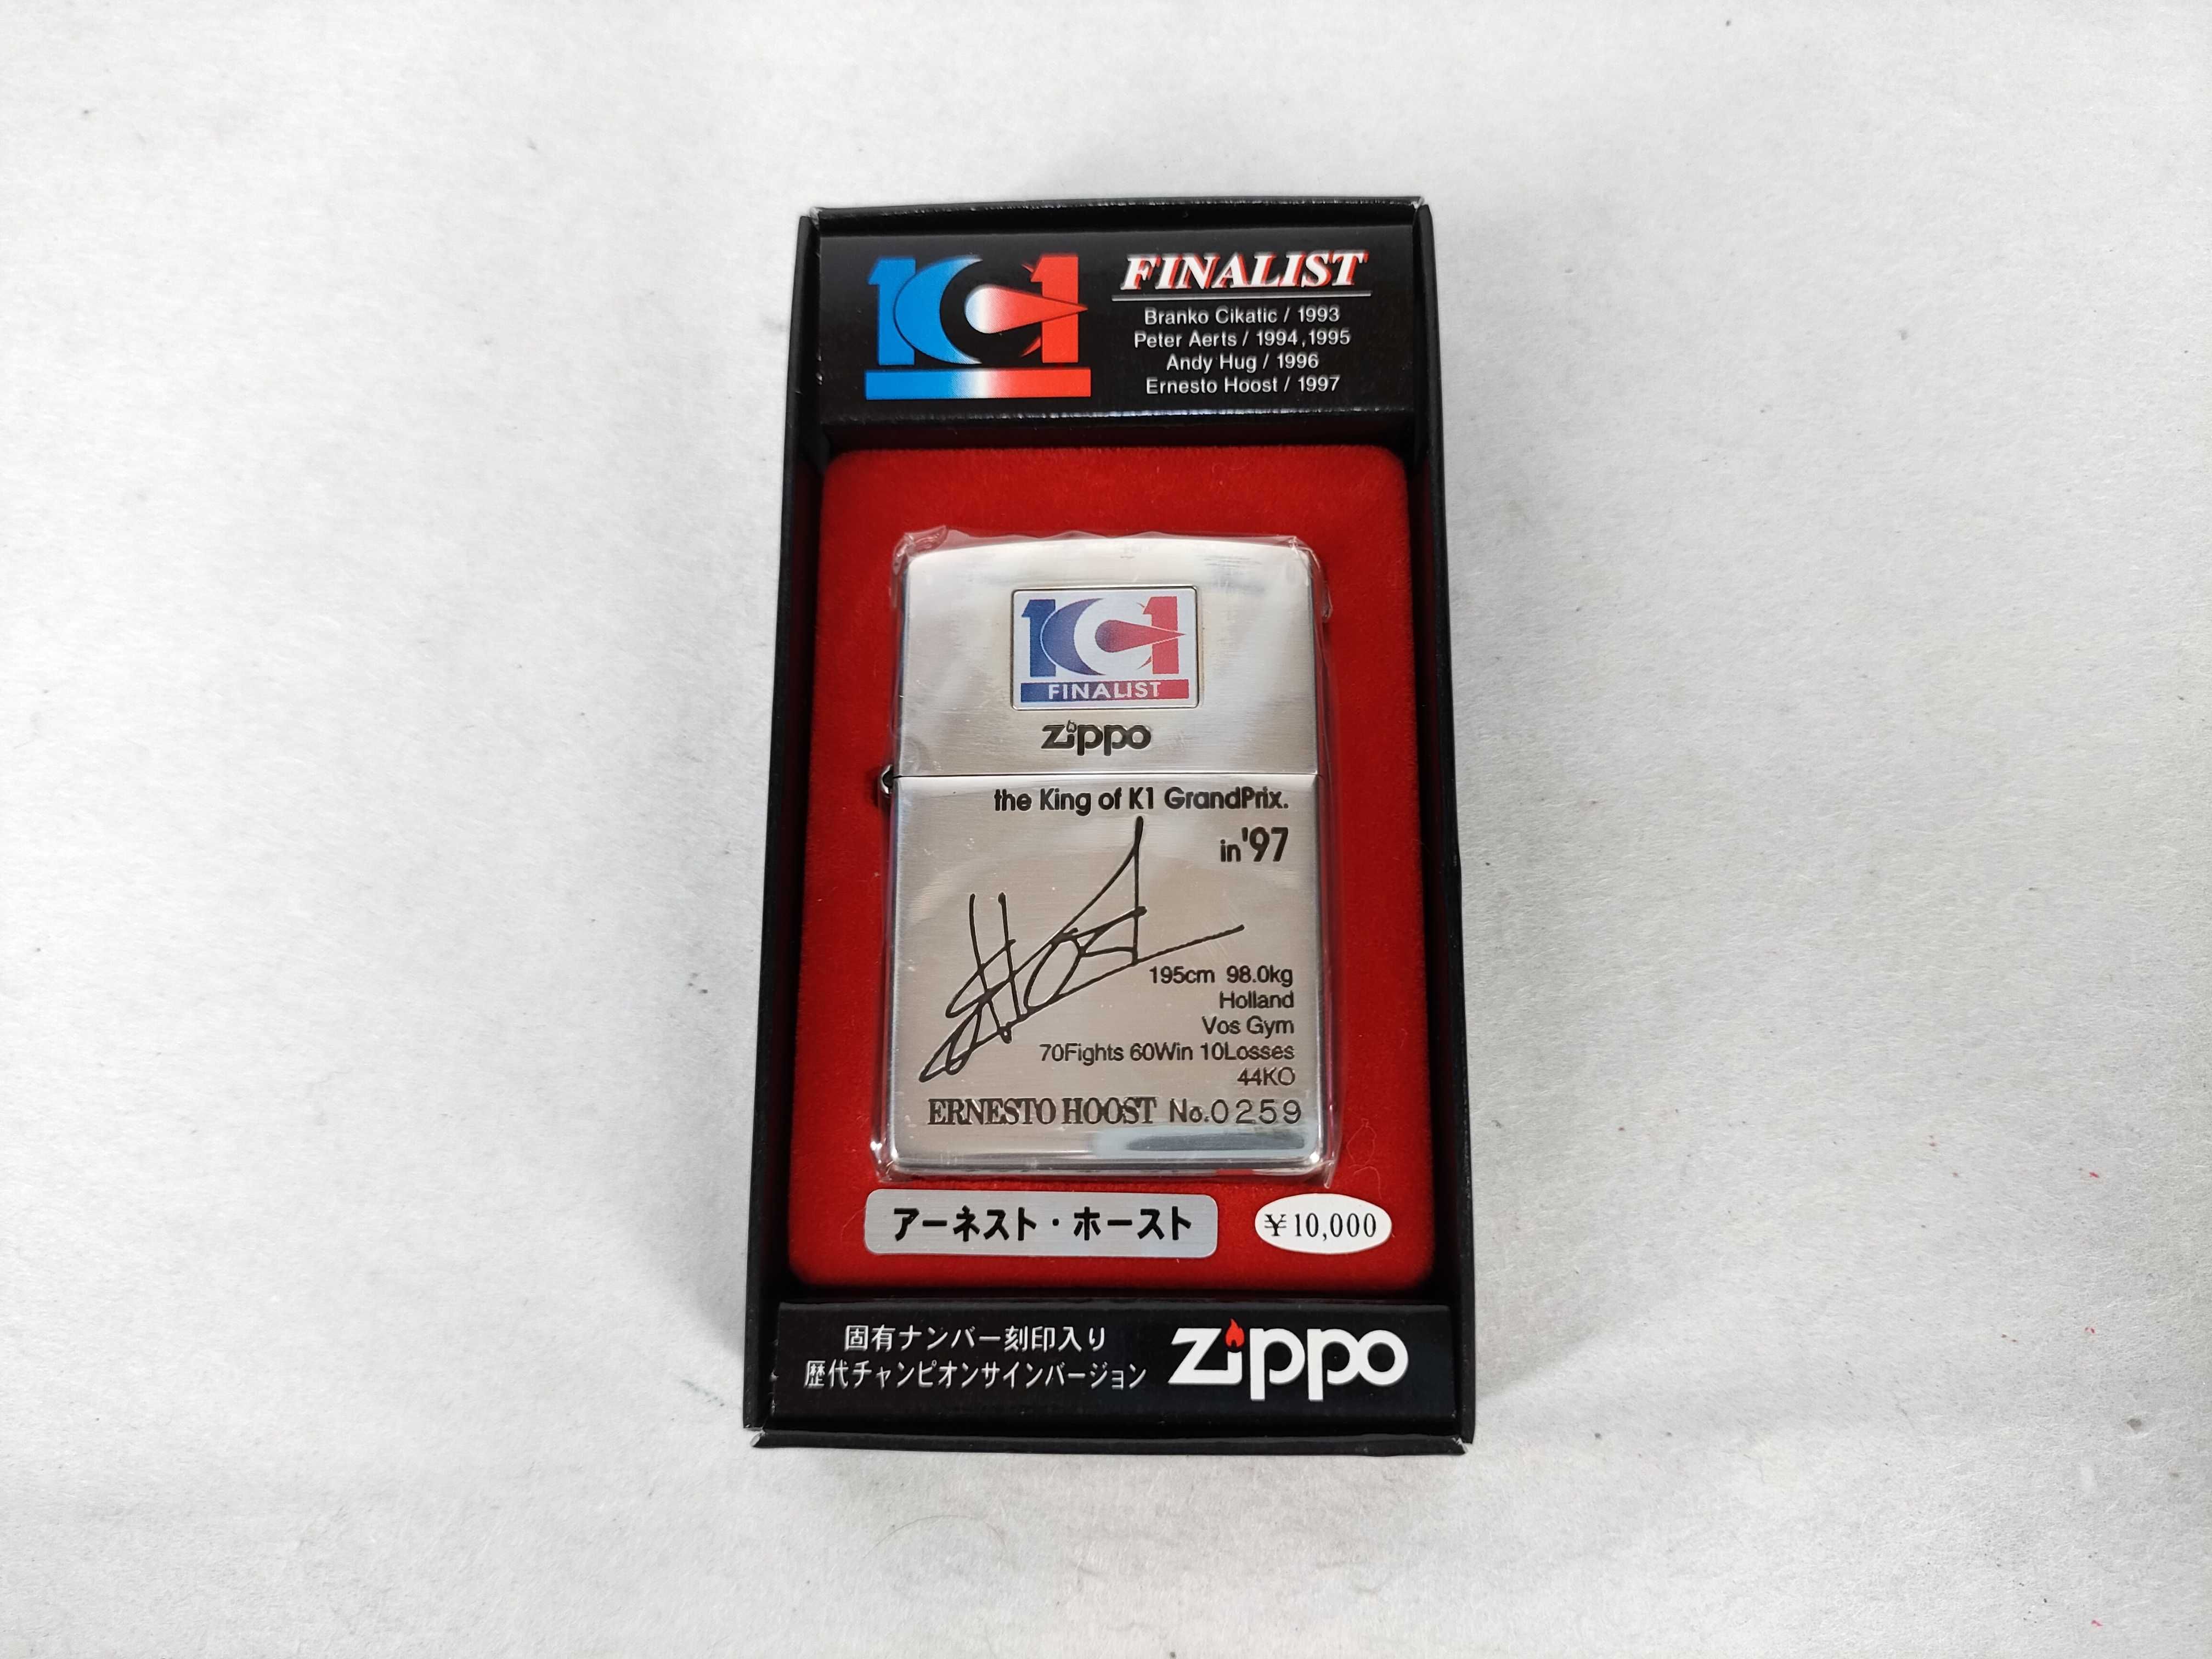 K1
FINALIST
Branko Cikatic / 1993
Peter Aerts / 1994,1995
Andy Hug / 1996
Ernesto Hoost / 1997
K1
FINALIST
zippo
the King of K1 GrandPrix.
in '97
Hoost
195cm 98.0kg
Holland
Vos Gym
70Fights 60Win 10Losses
44KO
ERNESTO HOOST No.0259
アーネスト・ホースト
¥10,000
固有ナンバー刻印入り
歴代チャンピオンサインバージョン
zippo